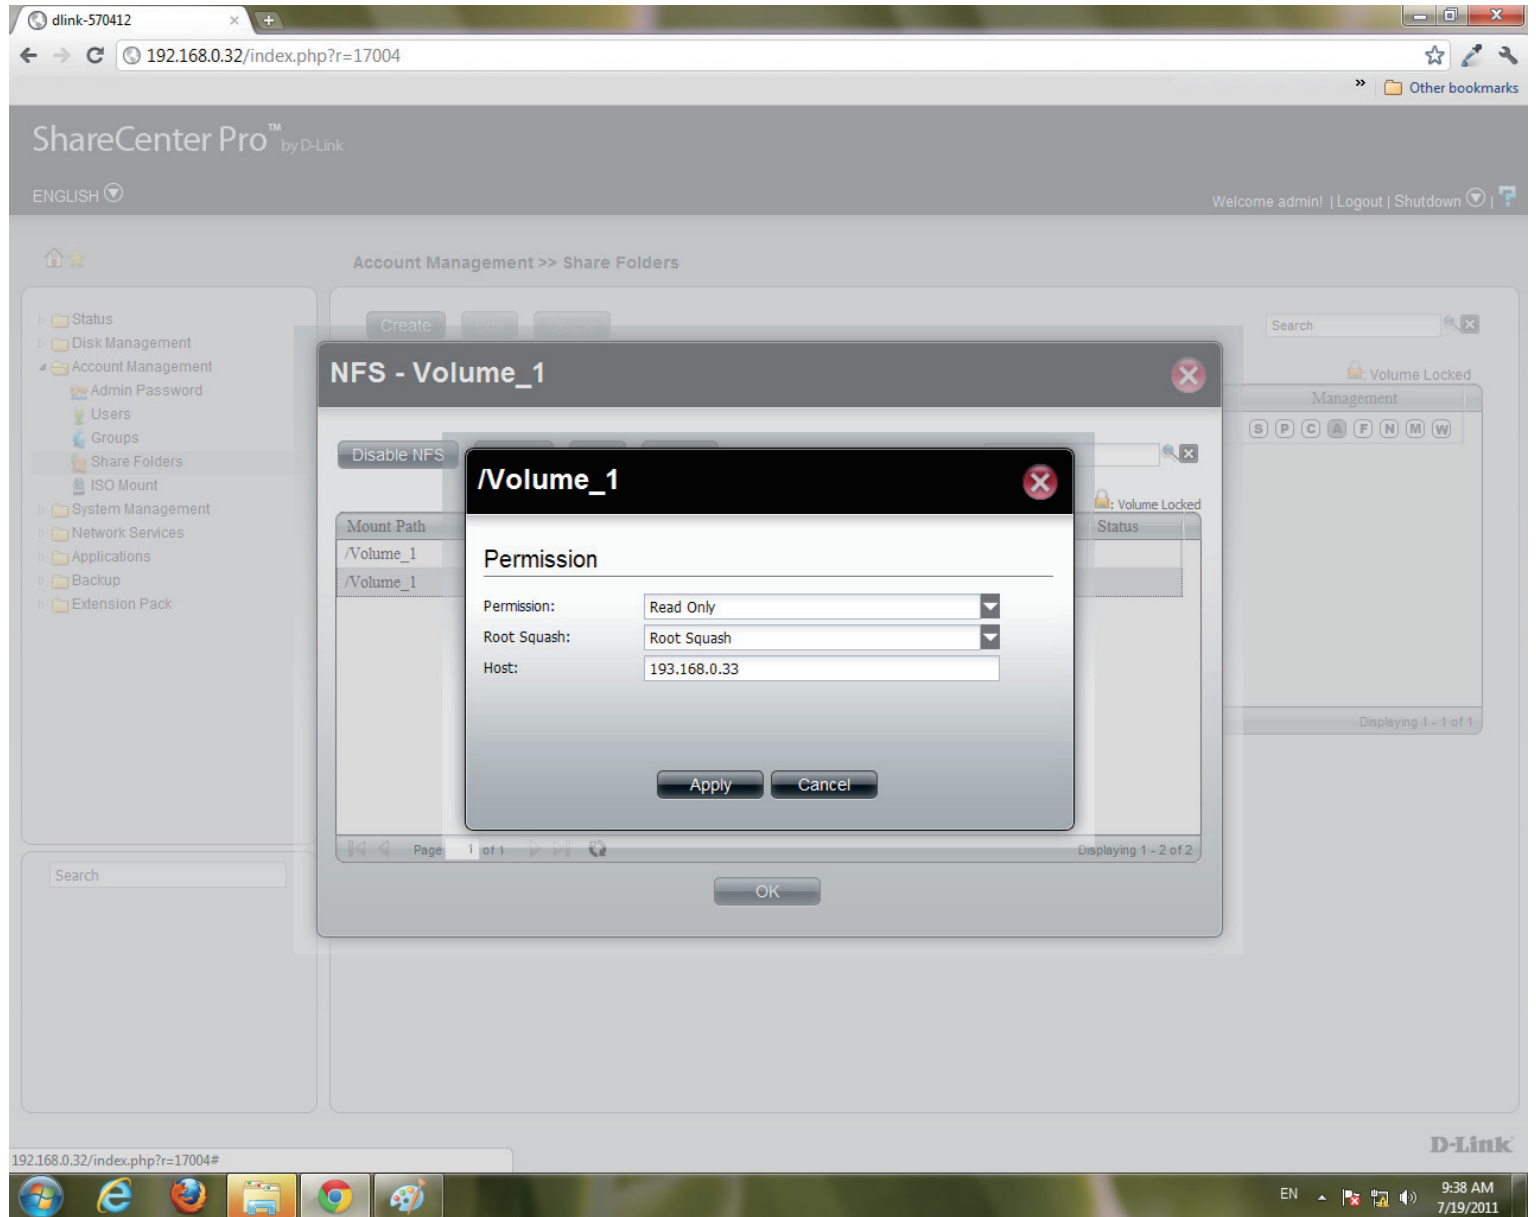 dlink-570412
192.168.0.32/index.php?r=17004
» Other bookmarks
ShareCenter Pro™ by D-Link
ENGLISH
Welcome admin! | Logout | Shutdown | ?
Account Management >> Share Folders
Status
Disk Management
Account Management
Admin Password
Users
Groups
Share Folders
ISO Mount
System Management
Network Services
Applications
Backup
Extension Pack
Search
Create Edit Delete
Search
: Volume Locked
Management
S P C A F N M W
Displaying 1 - 1 of 1
NFS - Volume_1
Disable NFS
: Volume Locked
Mount Path
Status
/Volume_1
/Volume_1
Page 1 of 1
Displaying 1 - 2 of 2
OK
/Volume_1
Permission
Permission: Read Only
Root Squash: Root Squash
Host: 193.168.0.33
Apply Cancel
D-Link
192.168.0.32/index.php?r=17004#
EN
9:38 AM
7/19/2011